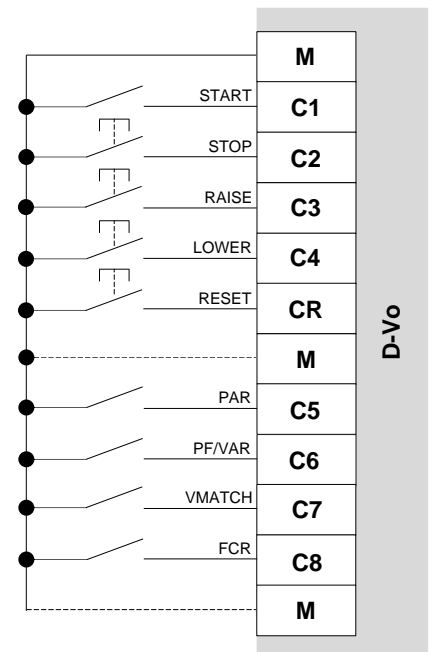 M
START C1
STOP C2
RAISE C3
LOWER C4
RESET CR
M
PAR C5
PF/VAR C6
VMATCH C7
FCR C8
M
D-Vo